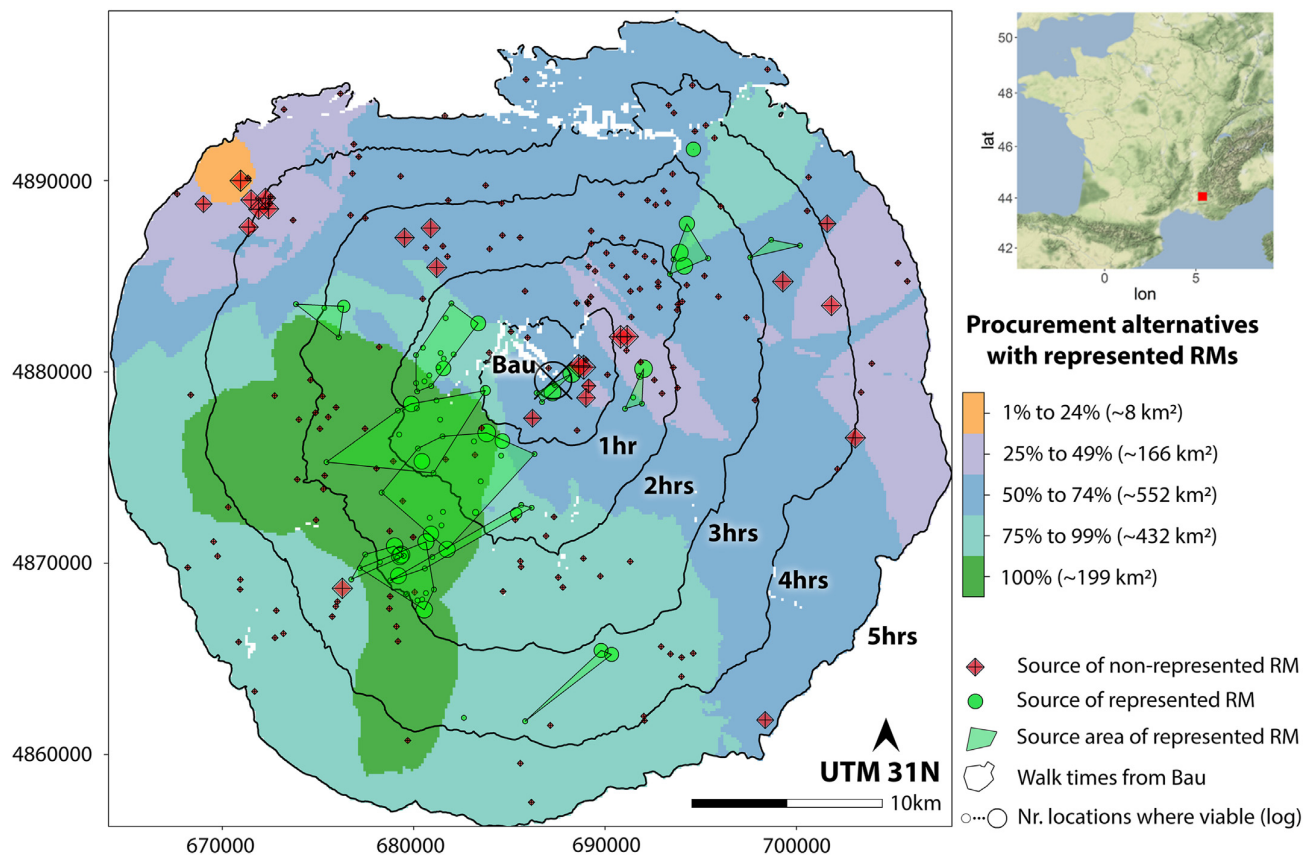 4890000
4880000
4870000
4860000
670000
680000
690000
700000
Bau
1hr
2hrs
3hrs
4hrs
5hrs
UTM 31N
10km
50
48
46
44
42
lat
0
5
lon
Procurement alternatives
with represented RMs
1% to 24% (~8 km²)
25% to 49% (~166 km²)
50% to 74% (~552 km²)
75% to 99% (~432 km²)
100% (~199 km²)
Source of non-represented RM
Source of represented RM
Source area of represented RM
Walk times from Bau
Nr. locations where viable (log)